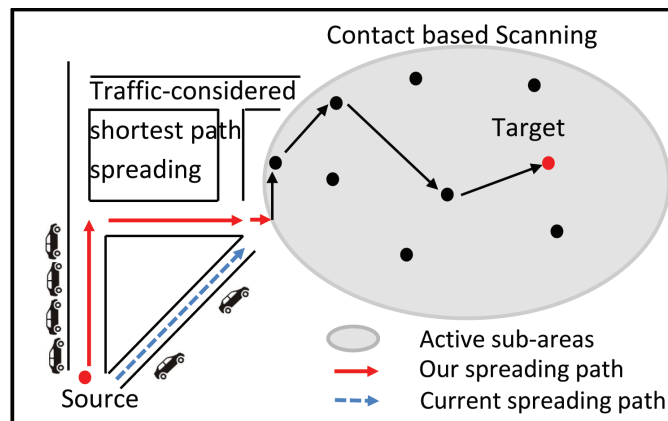 Contact based Scanning
Traffic-considered
shortest path
spreading
Target
Source
Active sub-areas
Our spreading path
Current spreading path